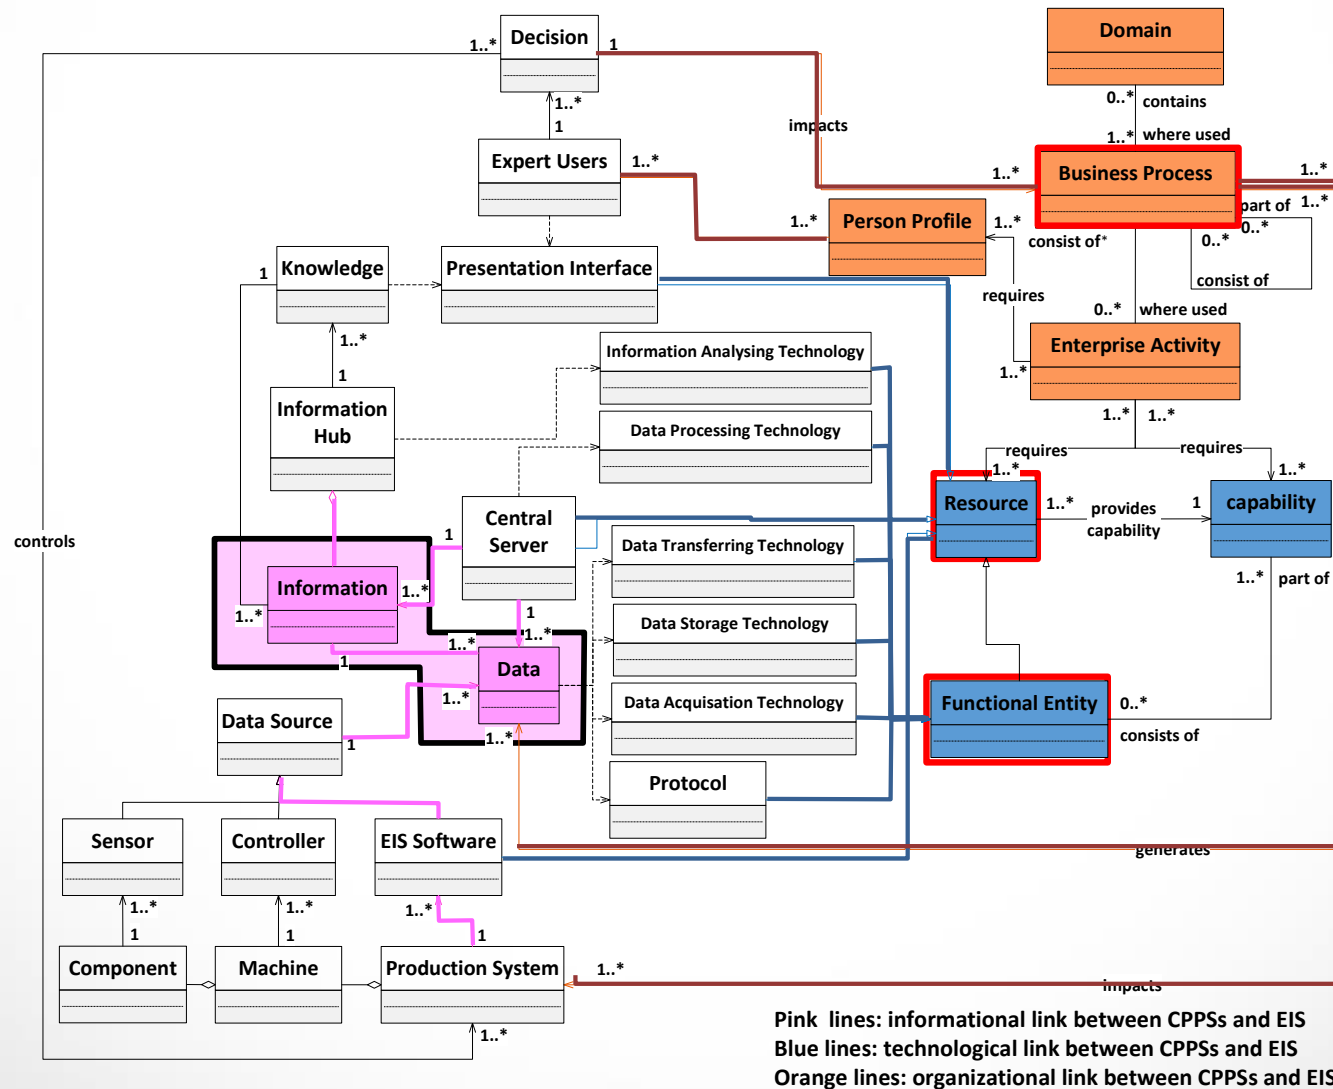 Decision
1..*
1
1..*
1
impacts
Domain
0..*
contains
1..*
where used
Expert Users
1..*
Business Process
1..*
1..*
part of
1..*
0..*
0..*
consist of
Person Profile
1..*
1..*
consist of*
requires
Knowledge
1
Presentation Interface
1..*
1
0..*
where used
Enterprise Activity
1..*
1..*
1..*
Information Analysing Technology
Information
Hub
Data Processing Technology
requires
requires
1..*
1..*
Resource
1..*
provides
capability
1
capability
1..*
part of
Central
Server
1
controls
Data Transferring Technology
Information
1..*
1..*
1
1..*
Data Storage Technology
1..*
1
Data
1..*
1..*
Data Source
1
Data Acquisation Technology
Functional Entity
0..*
consists of
Protocol
Sensor
Controller
EIS Software
generates
1..*
1
1..*
1
1..*
1
Component
Machine
Production System
1..*
impacts
1..*
Pink lines: informational link between CPPSs and EIS
Blue lines: technological link between CPPSs and EIS
Orange lines: organizational link between CPPSs and EIS